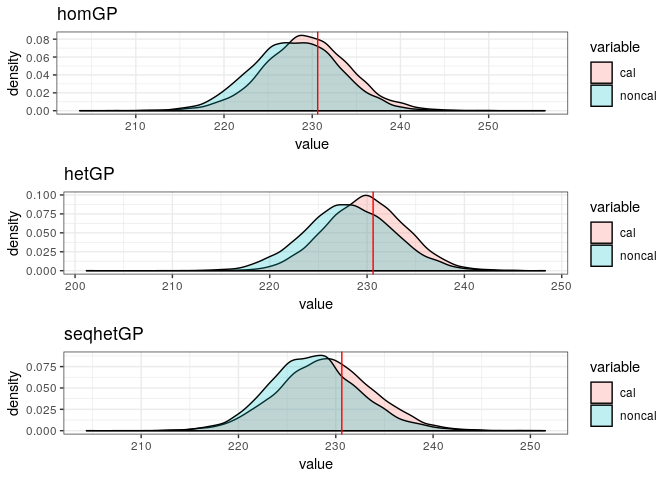 homGP
density
0.08
0.06
0.04
0.02
0.00
210 220 230 240 250
value
variable
cal
noncal
hetGP
density
0.100
0.075
0.050
0.025
0.000
200 210 220 230 240 250
value
variable
cal
noncal
seqhetGP
density
0.075
0.050
0.025
0.000
210 220 230 240 250
value
variable
cal
noncal